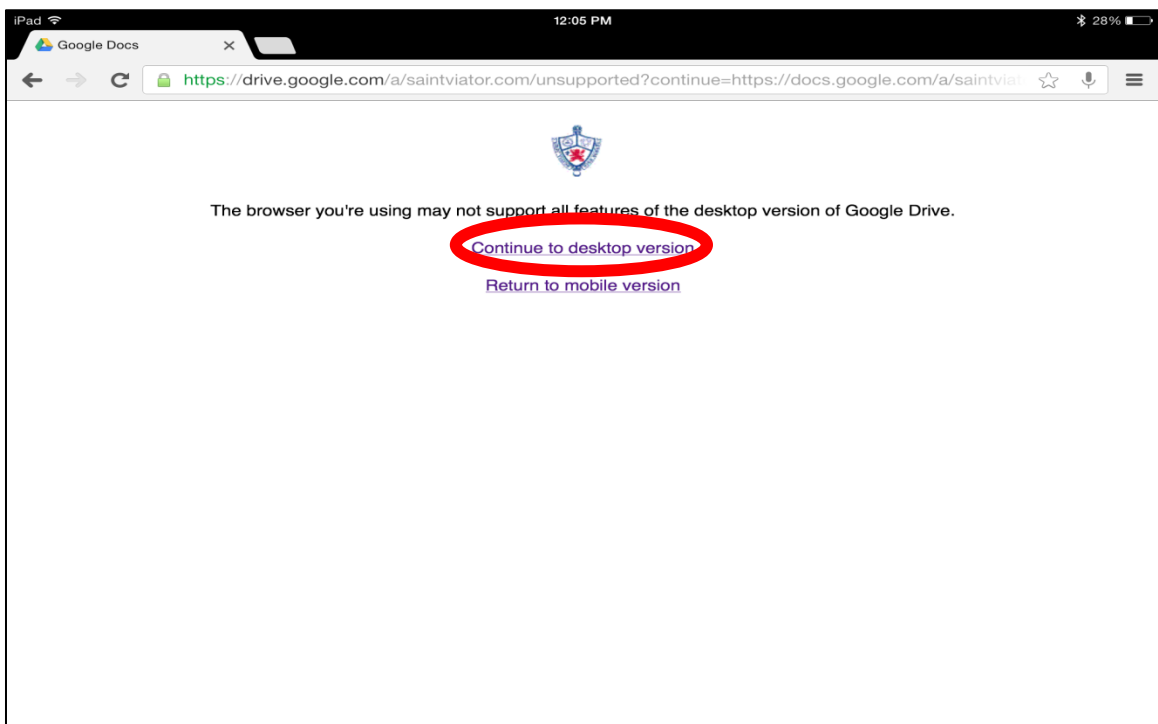 iPad 12:05 PM 28%
Google Docs
https://drive.google.com/a/saintviator.com/unsupported?continue=https://docs.google.com/a/saintviat
The browser you're using may not support all features of the desktop version of Google Drive.
Continue to desktop version
Return to mobile version